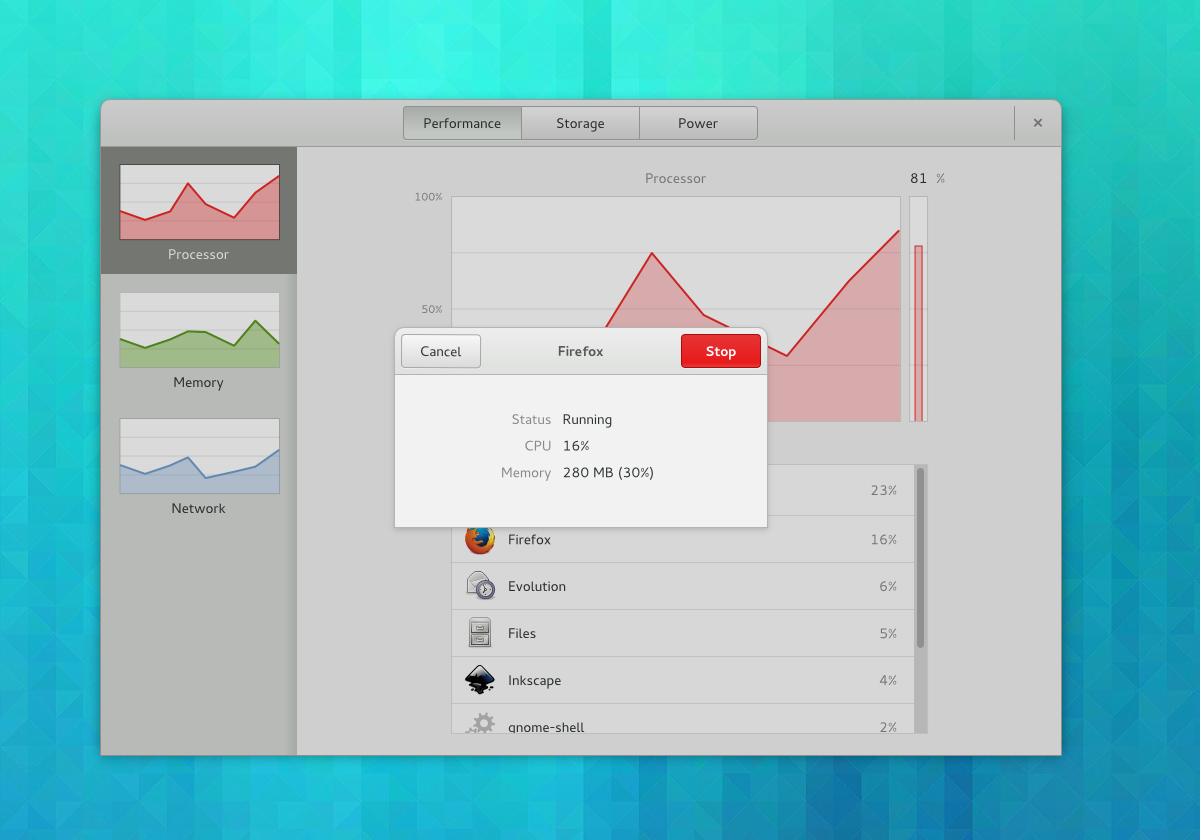 Performance Storage Power ×
Processor
Memory
Network
Processor 81 %
100%
50%
Cancel Firefox Stop
Status Running
CPU 16%
Memory 280 MB (30%)
23%
Firefox 16%
Evolution 6%
Files 5%
Inkscape 4%
gnome-shell 2%